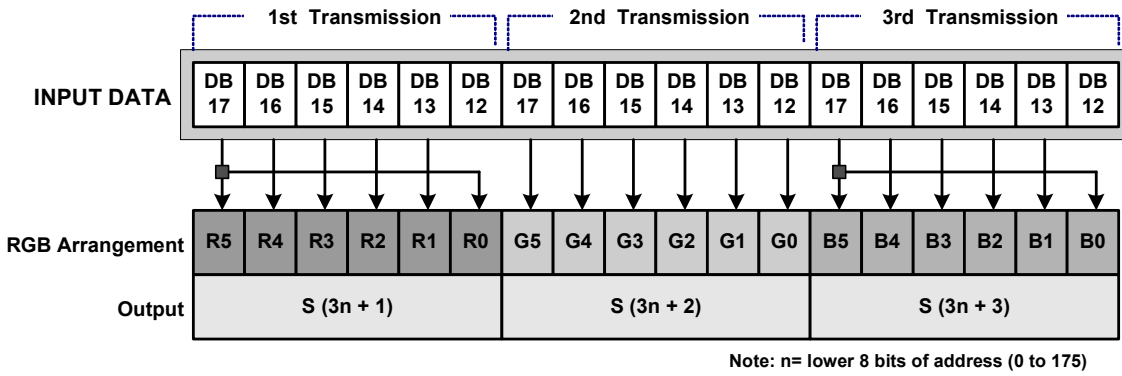 1st Transmission 2nd Transmission 3rd Transmission
INPUT DATA
DB 17 DB 16 DB 15 DB 14 DB 13 DB 12 DB 17 DB 16 DB 15 DB 14 DB 13 DB 12 DB 17 DB 16 DB 15 DB 14 DB 13 DB 12
RGB Arrangement R5 R4 R3 R2 R1 R0 G5 G4 G3 G2 G1 G0 B5 B4 B3 B2 B1 B0
Output S (3n + 1) S (3n + 2) S (3n + 3)
Note: n= lower 8 bits of address (0 to 175)